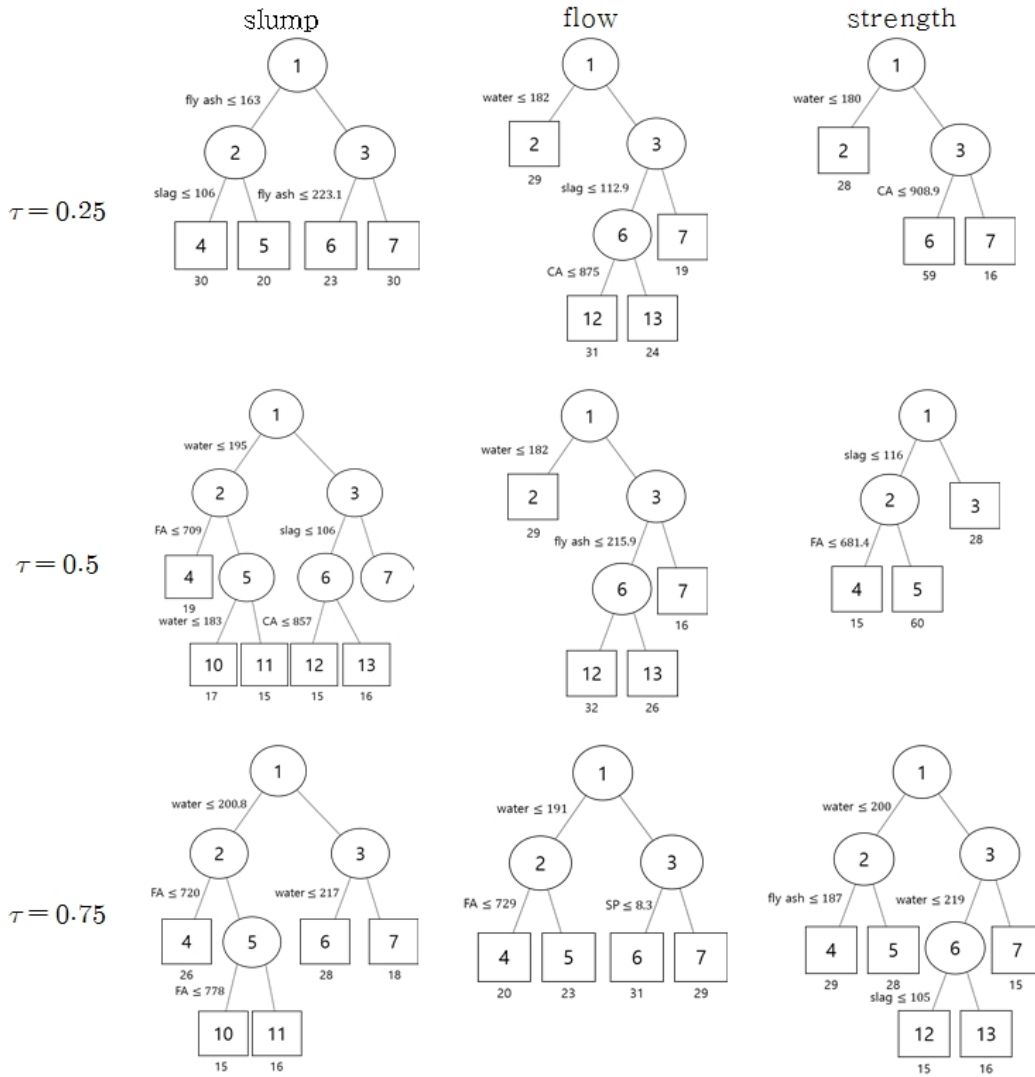 slump flow strength
1 1 1
fly ash ≤ 163 water ≤ 182 water ≤ 180
2 3 2 3 2 3
slag ≤ 106 fly ash ≤ 223.1 29 slag ≤ 112.9 28 CA ≤ 908.9
τ = 0.25
4 5 6 7 6 7 6 7
30 20 23 30 CA ≤ 875 19 59 16
12 13
31 24
1 1 1
water ≤ 195 water ≤ 182 slag ≤ 116
2 3 2 3 2 3
FA ≤ 709 slag ≤ 106 29 fly ash ≤ 215.9 FA ≤ 681.4 28
τ = 0.5
4 5 6 7 6 7 4 5
19 16 15 60
water ≤ 183 CA ≤ 857
10 11 12 13 12 13
17 15 15 16 32 26
1 1 1
water ≤ 200.8 water ≤ 191 water ≤ 200
2 3 2 3 2 3
FA ≤ 720 water ≤ 217 FA ≤ 729 SP ≤ 8.3 fly ash ≤ 187 water ≤ 219
τ = 0.75
4 5 6 7 4 5 6 7 4 5 6 7
26 28 18 20 23 31 29 29 28 15
FA ≤ 778 slag ≤ 105
10 11 12 13
15 16 15 16